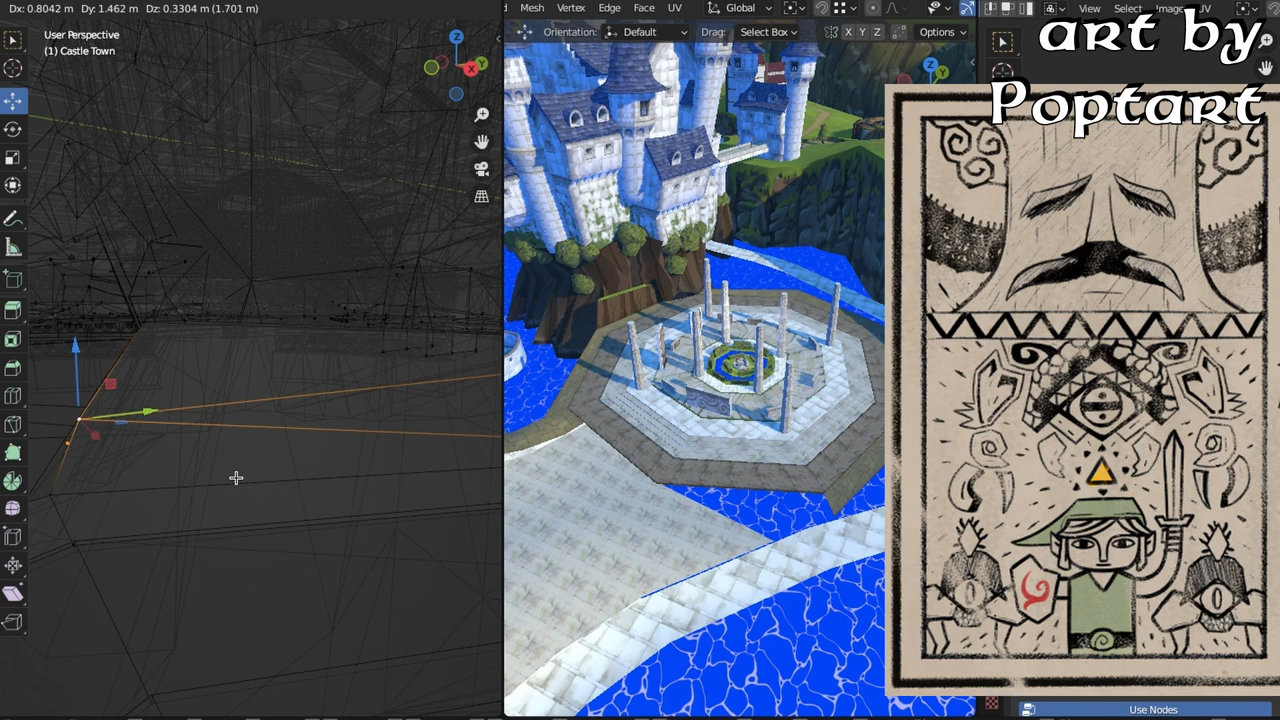 Dx: 0.8042 m Dy: 1.462 m Dz: 0.3304 m (1.701 m)
Mesh Vertex Edge Face UV
Global
View Select Image UV
User Perspective
(1) Castle Town
Z
Y
X
Orientation: Default
Drag: Select Box
X Y Z
Options
Z
Y
art by
Poptart
Use Nodes